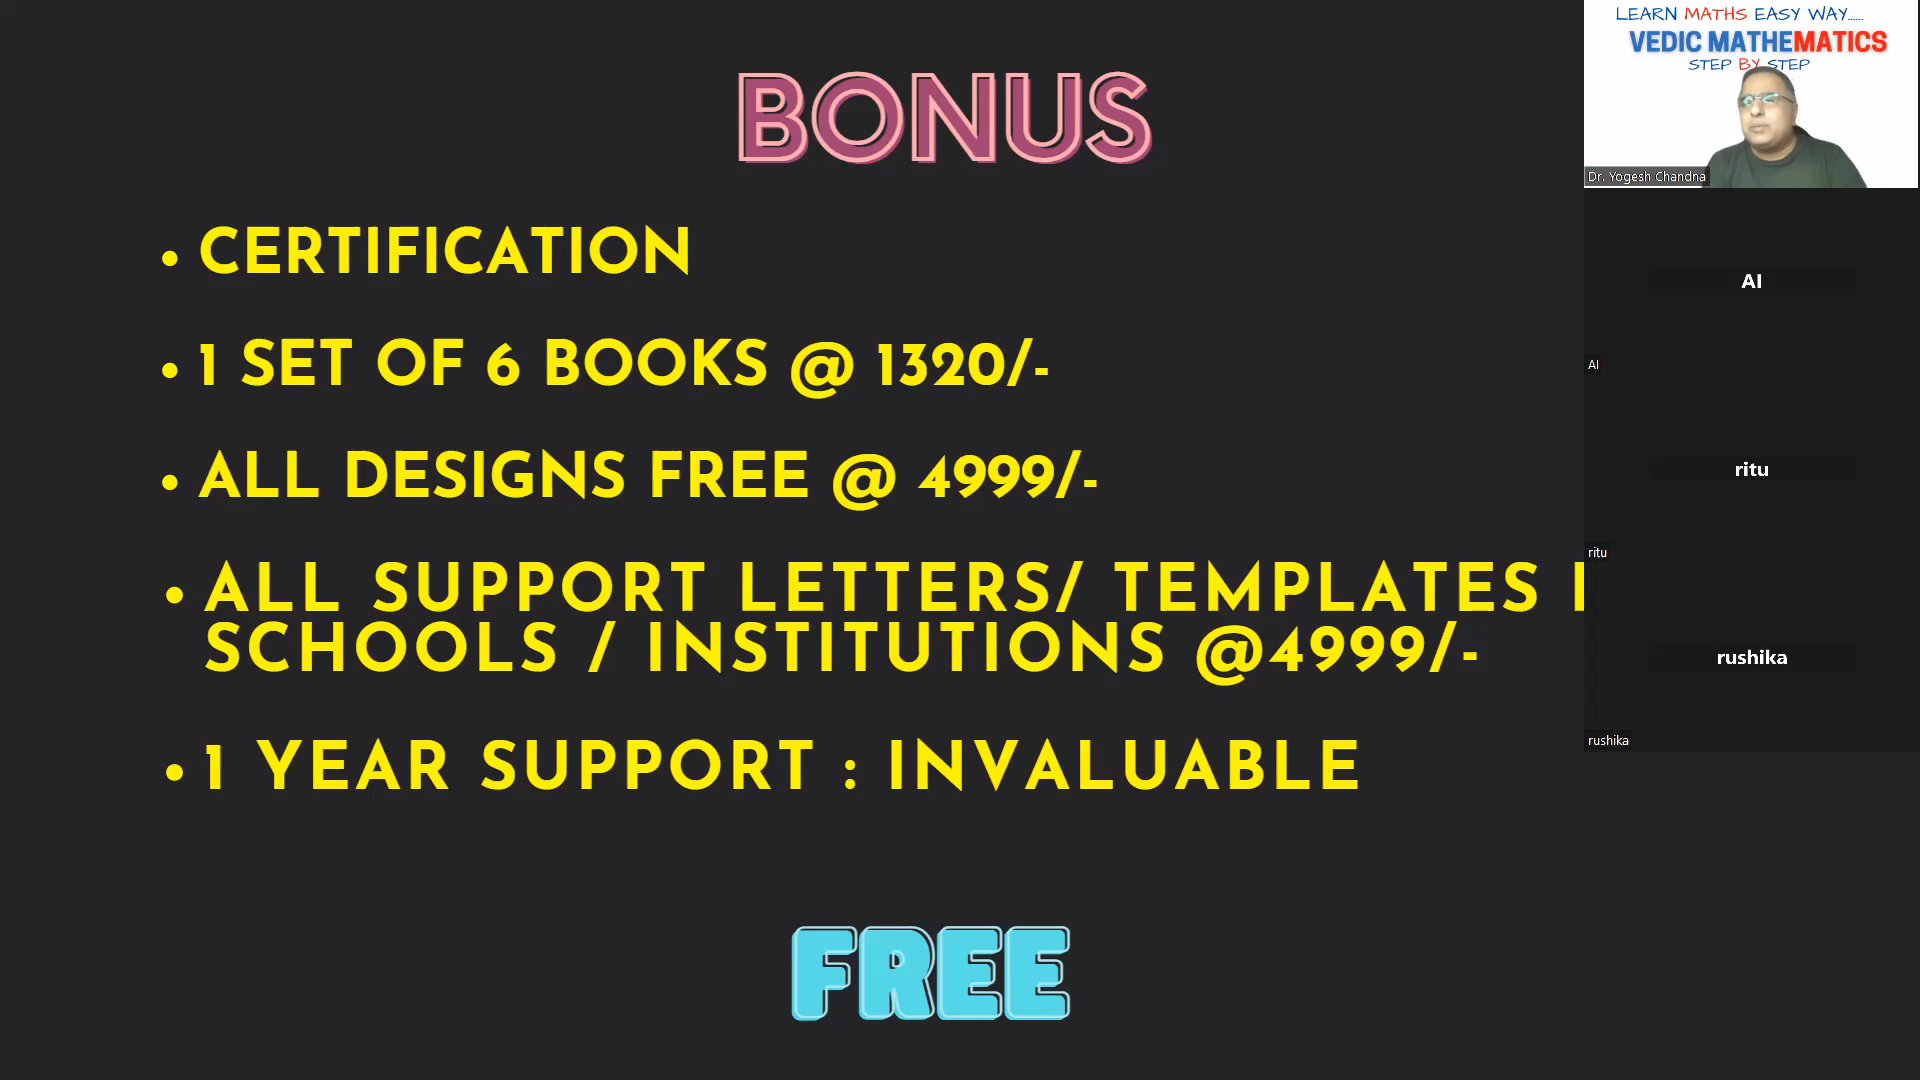 BONUS
• CERTIFICATION
• 1 SET OF 6 BOOKS @ 1320/-
• ALL DESIGNS FREE @ 4999/-
• ALL SUPPORT LETTERS/ TEMPLATES
SCHOOLS / INSTITUTIONS @4999/-
• 1 YEAR SUPPORT : INVALUABLE
FREE
LEARN MATHS EASY WAY......
VEDIC MATHEMATICS
STEP BY STEP
Dr. Yogesh Chandna
AI
AI
ritu
ritu
rushika
rushika